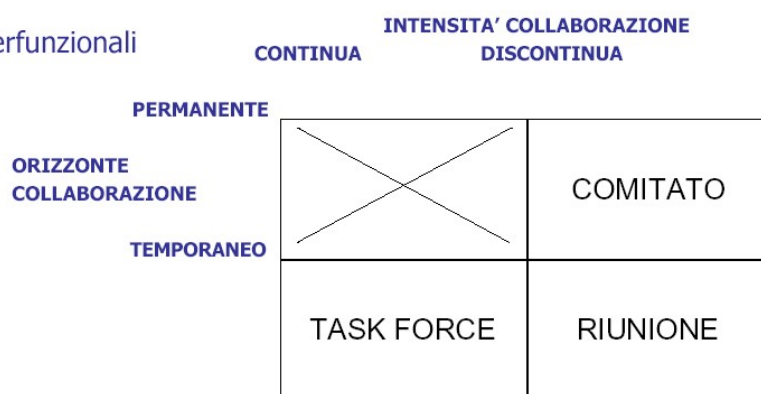 erfunzionali
INTENSITA’ COLLABORAZIONE
CONTINUA DISCONTINUA
PERMANENTE
ORIZZONTE
COLLABORAZIONE
COMITATO
TEMPORANEO
TASK FORCE RIUNIONE